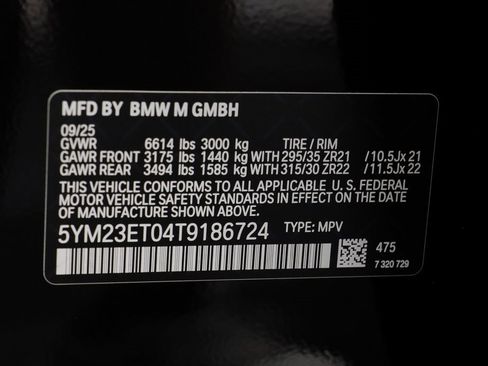 MFD BY BMW M GMBH
09/25
GVWR 6614 lbs 3000 kg TIRE / RIM
GAWR FRONT 3175 lbs 1440 kg WITH 295/35 ZR21 /10.5Jx 21
GAWR REAR 3494 lbs 1585 kg WITH 315/30 ZR22 /11.5Jx 22
THIS VEHICLE CONFORMS TO ALL APPLICABLE U.S. FEDERAL
MOTOR VEHICLE SAFETY STANDARDS IN EFFECT ON THE DATE
OF MANUFACTURE SHOWN ABOVE.
5YM23ET04T9186724 TYPE: MPV
475
7 320 729